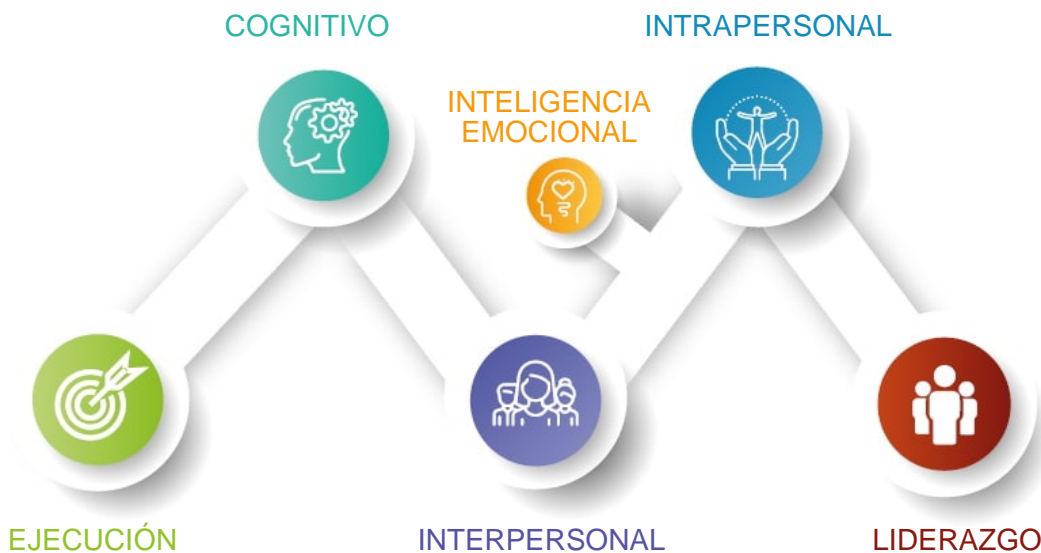 COGNITIVO
INTRAPERSONAL
INTELIGENCIA
EMOCIONAL
EJECUCIÓN
INTERPERSONAL
LIDERAZGO